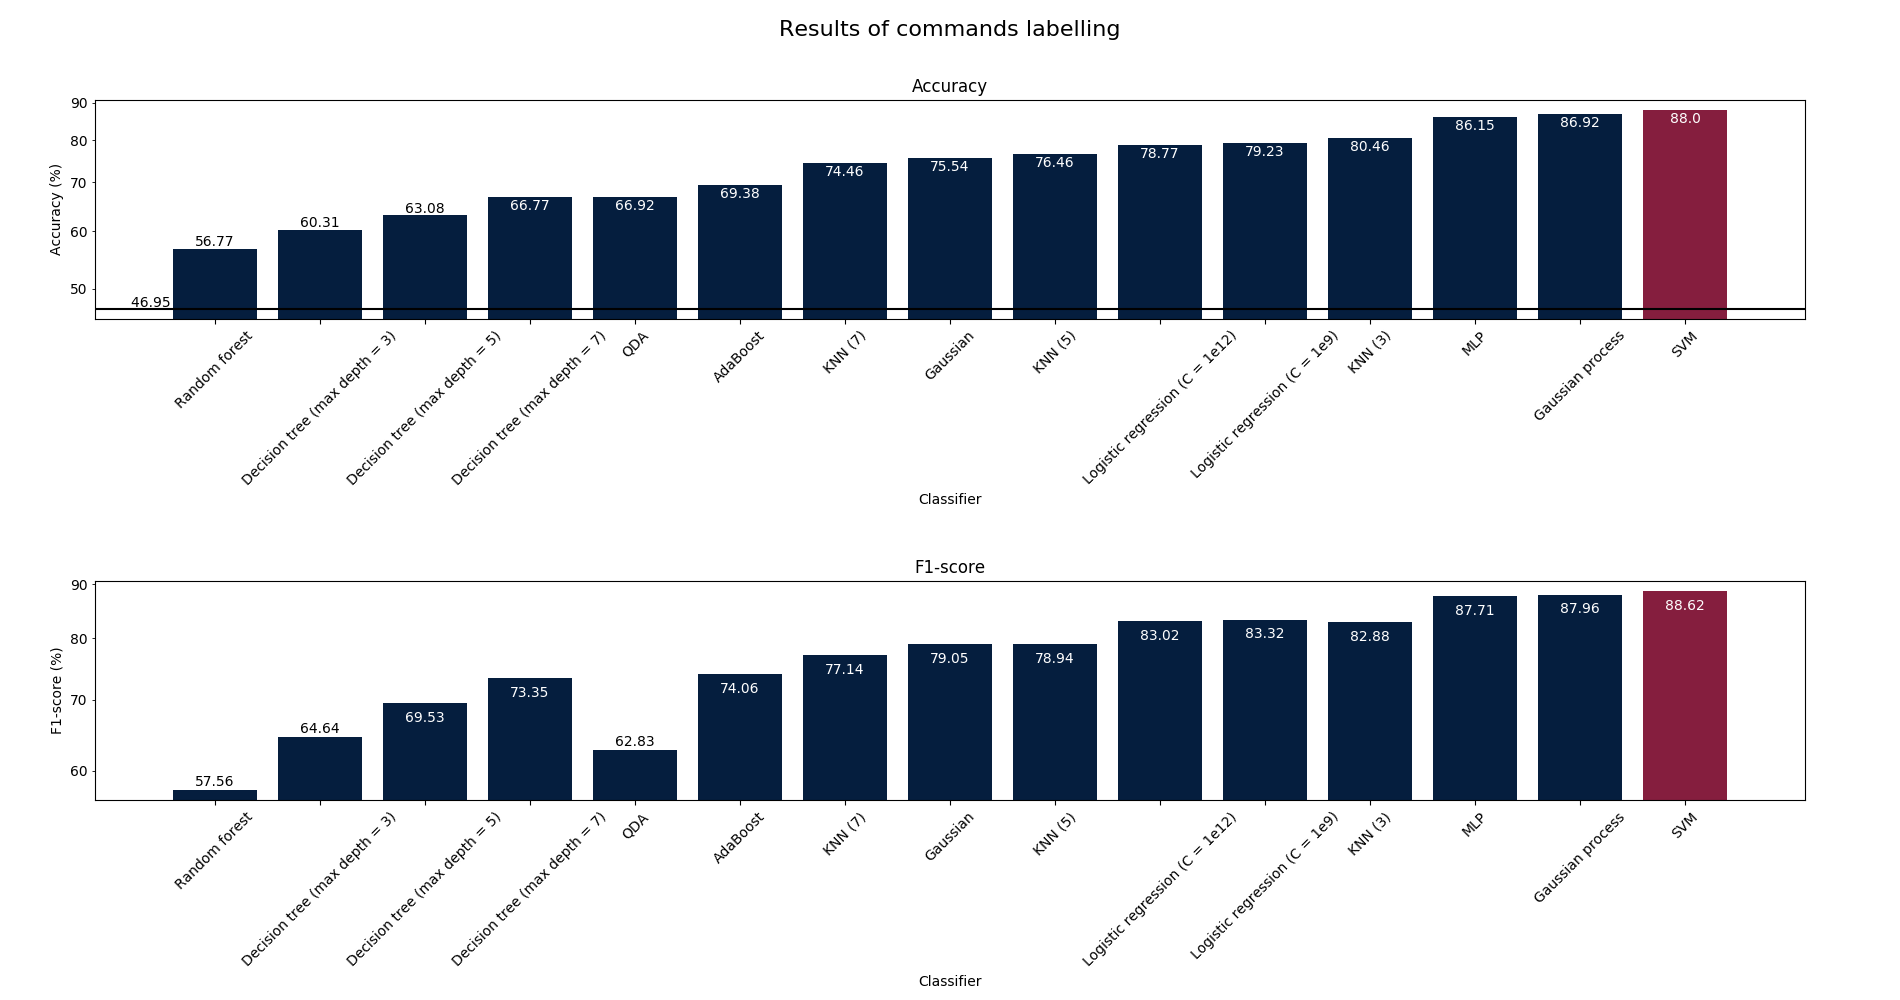 Results of commands labelling
Accuracy
Accuracy (%)
90
80
70
60
50
46.95
56.77
60.31
63.08
66.77
66.92
69.38
74.46
75.54
76.46
78.77
79.23
80.46
86.15
86.92
88.0
Random forest
Decision tree (max depth = 3)
Decision tree (max depth = 5)
Decision tree (max depth = 7)
QDA
AdaBoost
KNN (7)
Gaussian
KNN (5)
Logistic regression (C = 1e12)
Logistic regression (C = 1e9)
KNN (3)
MLP
Gaussian process
SVM
Classifier
F1-score
F1-score (%)
90
80
70
60
57.56
64.64
69.53
73.35
62.83
74.06
77.14
79.05
78.94
83.02
83.32
82.88
87.71
87.96
88.62
Random forest
Decision tree (max depth = 3)
Decision tree (max depth = 5)
Decision tree (max depth = 7)
QDA
AdaBoost
KNN (7)
Gaussian
KNN (5)
Logistic regression (C = 1e12)
Logistic regression (C = 1e9)
KNN (3)
MLP
Gaussian process
SVM
Classifier